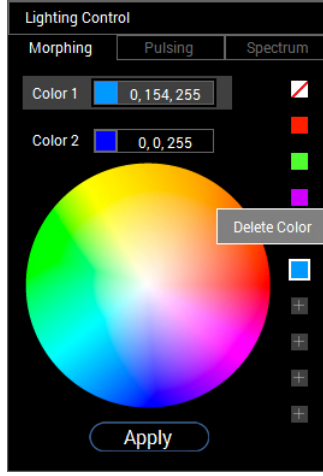 Lighting Control
Morphing Pulsing Spectrum
Color 1 0, 154, 255
Color 2 0, 0, 255
Delete Color
Apply